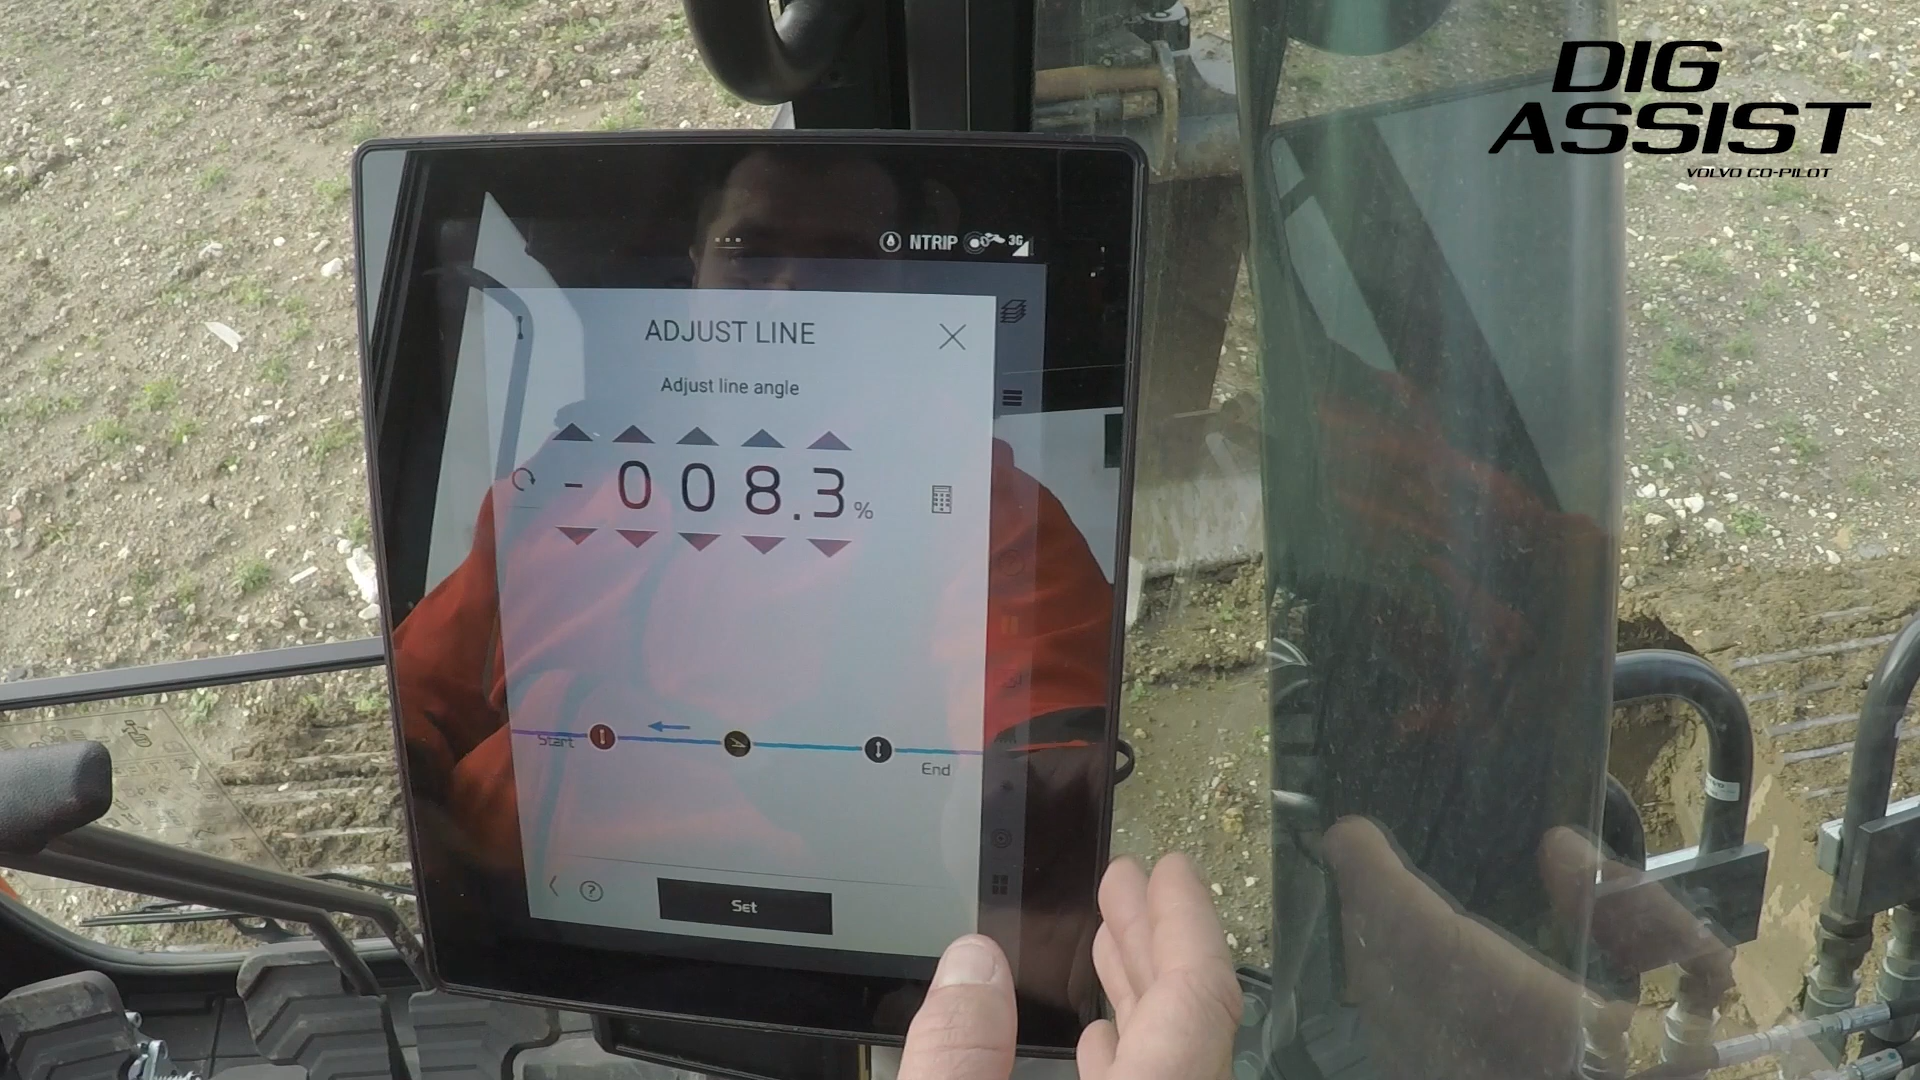 DIG
ASSIST
VOLVO CO-PILOT
NTRIP 3G
ADJUST LINE
Adjust line angle
- 008.3 %
Start
End
? Set